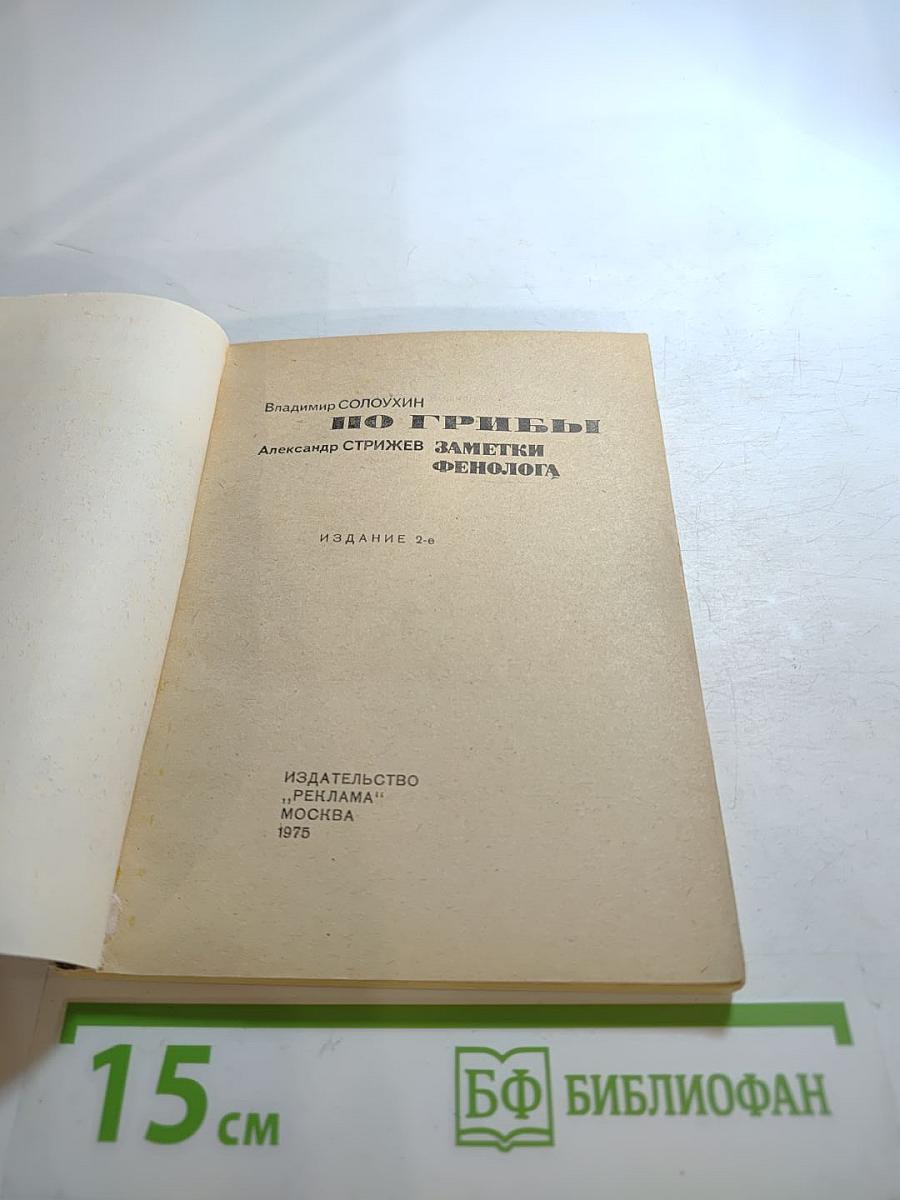 Владимир СОЛОУХИН
ПО ГРИБЫ
Александр СТРИЖЕВ ЗАМЕТКИ
ФЕНОЛОГА
ИЗДАНИЕ 2-е
ИЗДАТЕЛЬСТВО
„РЕКЛАМА“
МОСКВА
1975
15 см
БФ БИБЛИОФАН